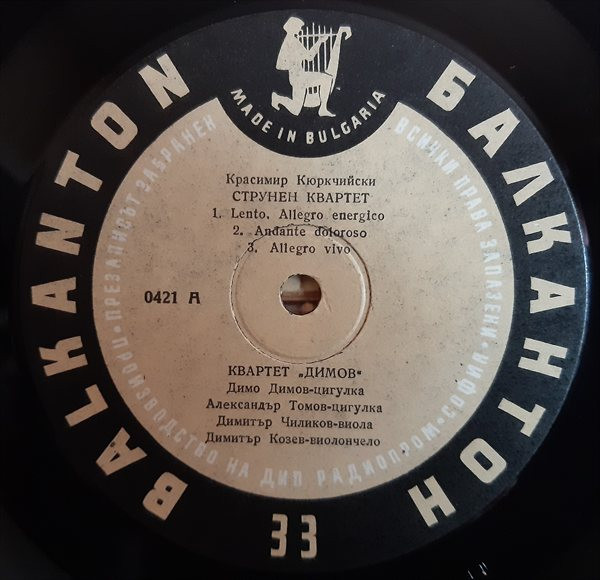 BALKANTON
БАЛКАНТОН
MADE IN BULGARIA
ПРЕЗАПИСЪТ ЗАБРАНЕН
ВСИЧКИ ПРАВА ЗАПАЗЕНИ
Красимир Кюркчийски
СТРУНЕН КВАРТЕТ
1. Lento, Allegro energico
2. Andante doloroso
3. Allegro vivo
0421 А
КВАРТЕТ „ДИМОВ“
Димо Димов-цигулка
Александър Томов-цигулка
Димитър Чиликов-виола
Димитър Козев-виолончело
ПРОИЗВОДСТВО НА ДИП РАДИОПРОМ·СОФИЯ·
33